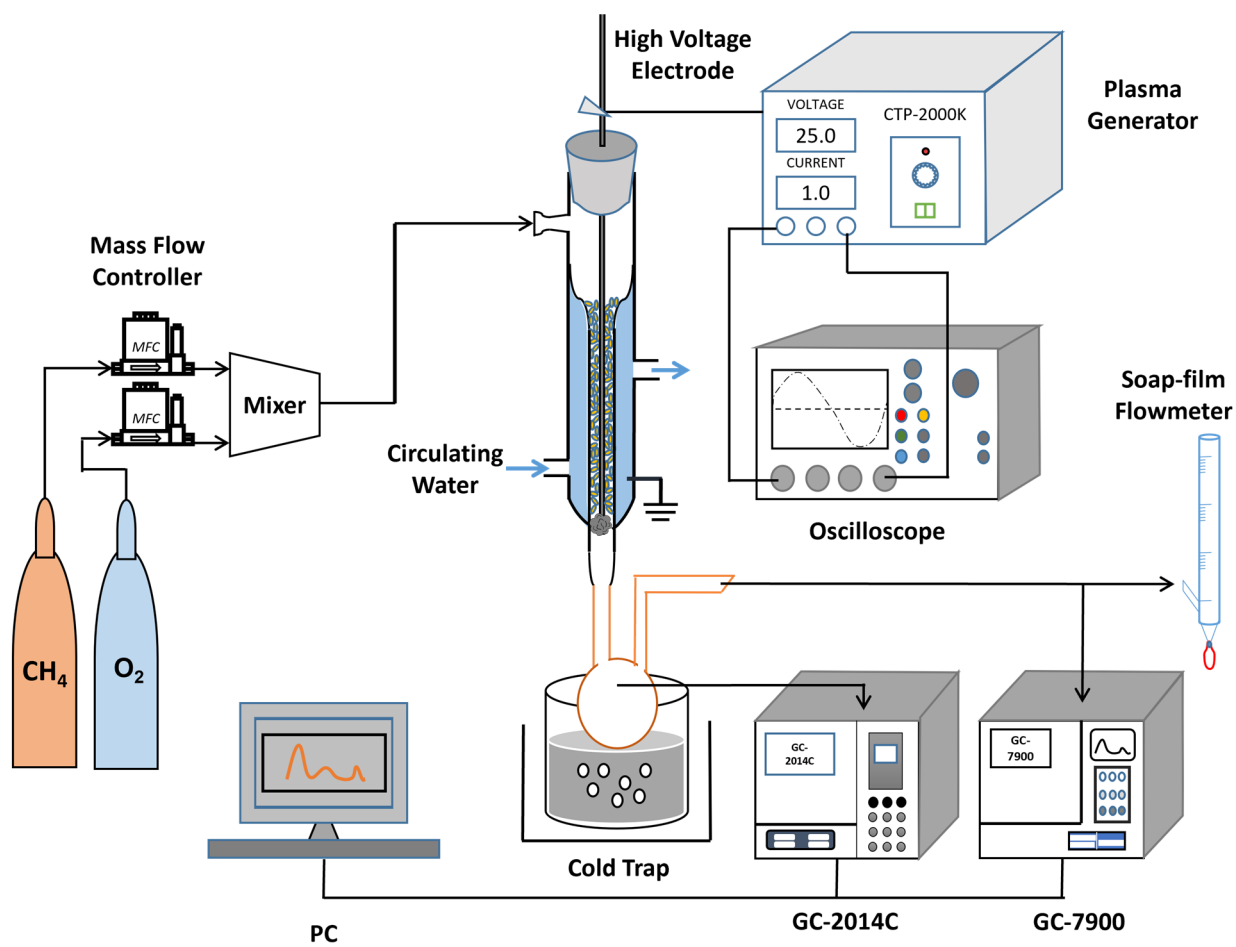 High Voltage
Electrode
Plasma
Generator
VOLTAGE
25.0
CTP-2000K
CURRENT
1.0
Mass Flow
Controller
MFC
MFC
Mixer
Circulating
Water
Oscilloscope
Soap-film
Flowmeter
CH₄
O₂
GC-
2014C
GC-
7900
Cold Trap
PC
GC-2014C
GC-7900